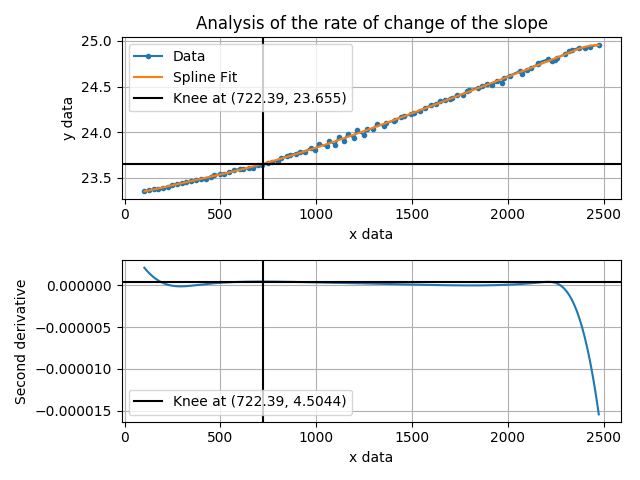 Analysis of the rate of change of the slope
25.0
24.5
24.0
23.5
y data
Data
Spline Fit
Knee at (722.39, 23.655)
0 500 1000 1500 2000 2500
x data
0.000000
−0.000005
−0.000010
−0.000015
Second derivative
Knee at (722.39, 4.5044)
0 500 1000 1500 2000 2500
x data